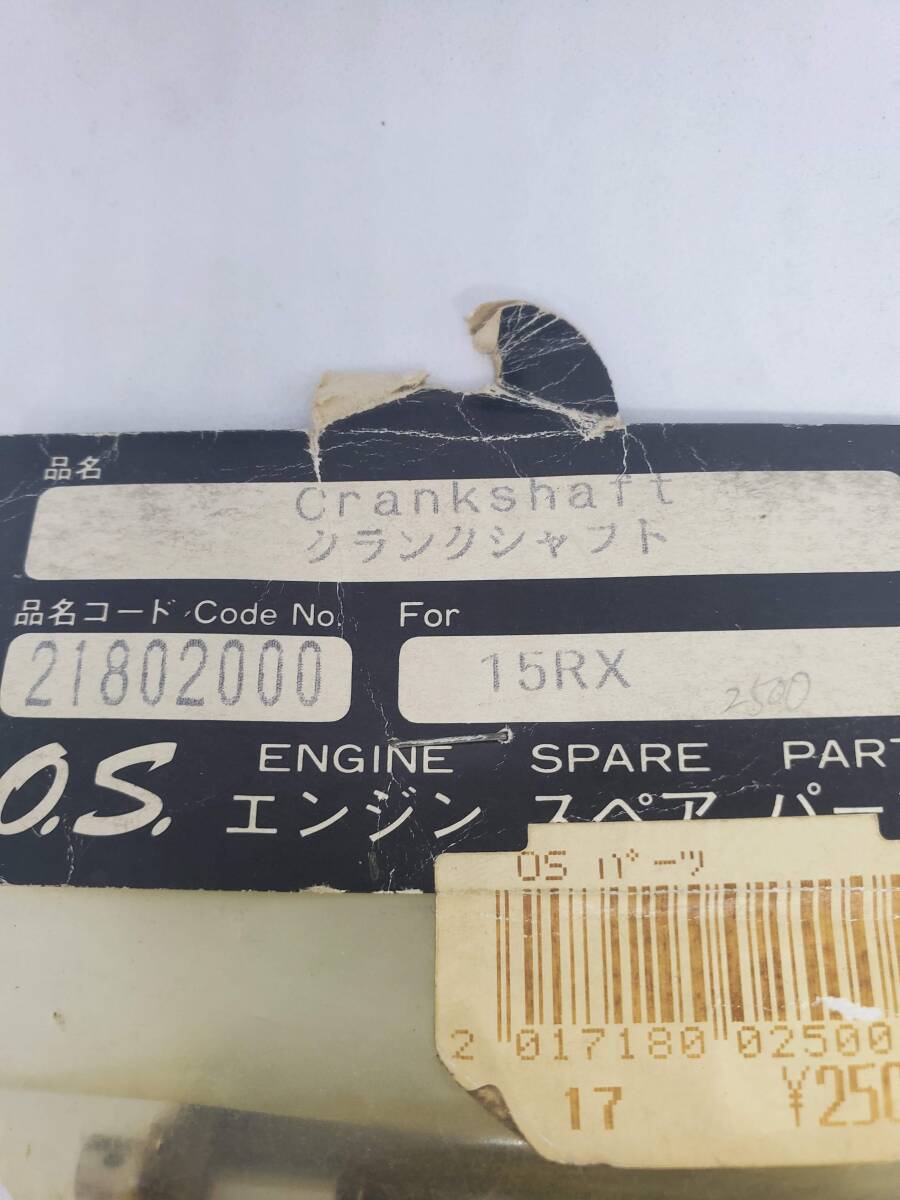 品名
Crankshaft
クランクシャフト
品名コード Code No.
For
21802000
15RX
2500
O.S. ENGINE SPARE PART
エンジン スペア パー
OS パーツ
2 017180 02500
17 ¥250